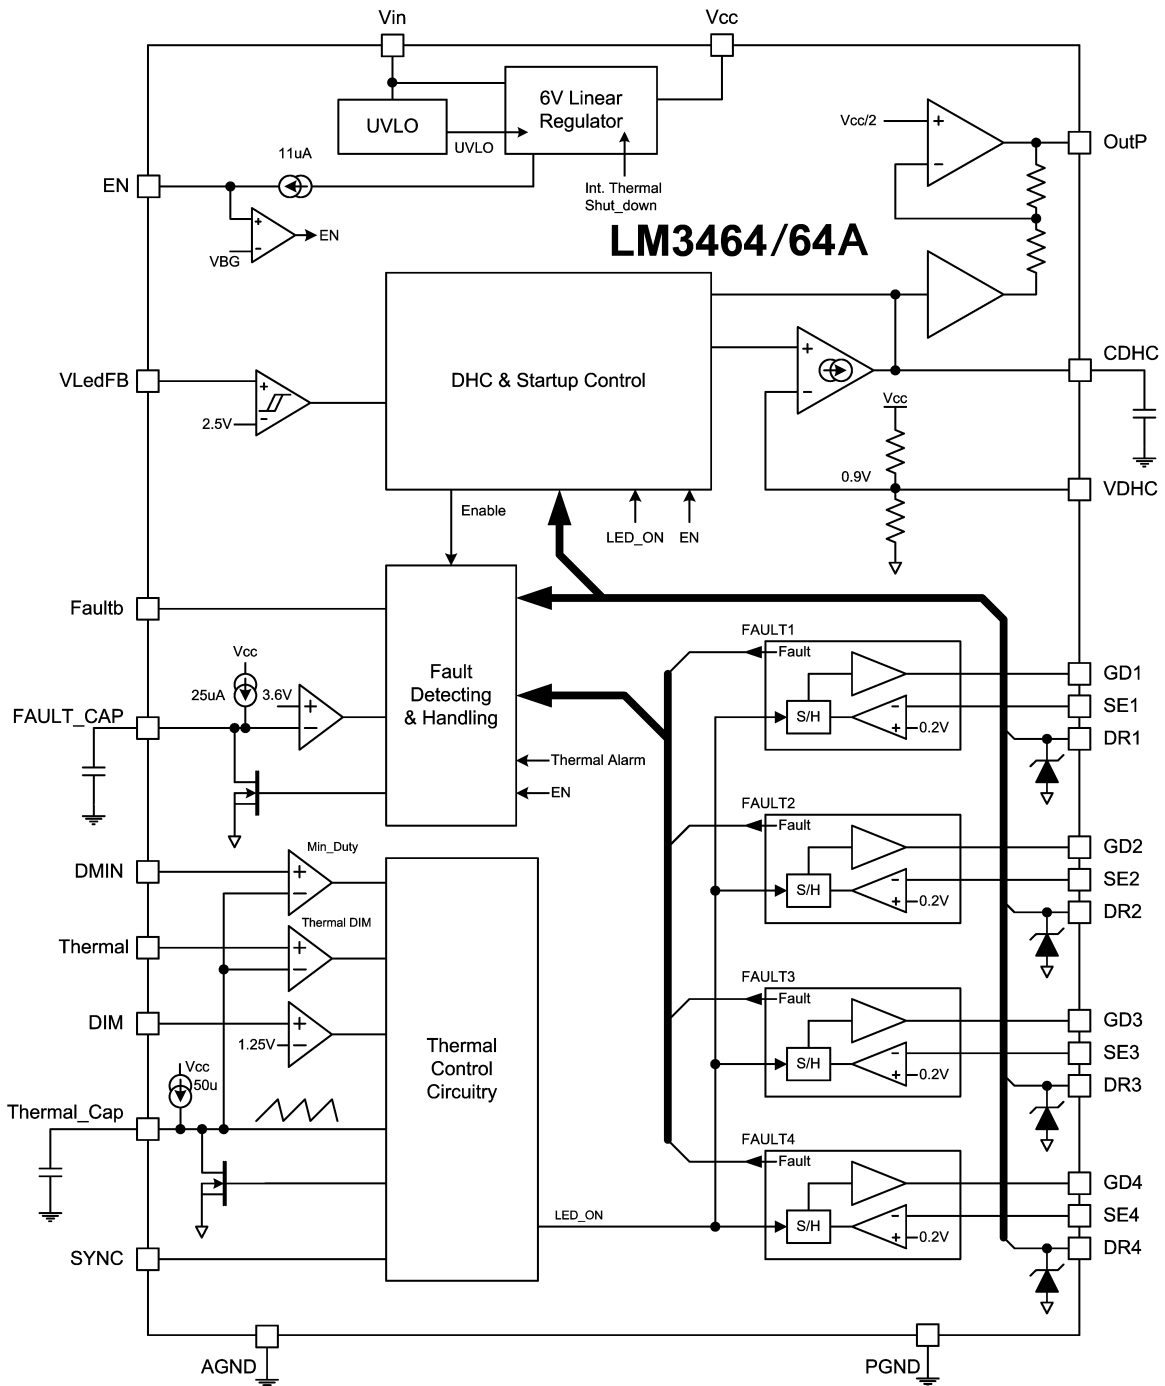 Vin
Vcc
6V Linear
Regulator
UVLO
UVLO
Vcc/2
+
−
OutP
11uA
EN
Int. Thermal
Shut_down
+
−
EN
VBG
LM3464/64A
DHC & Startup Control
CDHC
VLedFB
+
−
2.5V
+
−
Vcc
0.9V
VDHC
Enable
LED_ON
EN
Faultb
Fault
Detecting
& Handling
Vcc
25uA
3.6V
+
−
FAULT_CAP
Thermal Alarm
EN
FAULT1
Fault
S/H
−
+
0.2V
GD1
SE1
DR1
FAULT2
Fault
S/H
−
+
0.2V
GD2
SE2
DR2
DMIN
Min_Duty
+
−
Thermal
Thermal DIM
+
−
DIM
+
−
1.25V
Thermal
Control
Circuitry
Vcc
50u
Thermal_Cap
FAULT3
Fault
S/H
−
+
0.2V
GD3
SE3
DR3
FAULT4
Fault
S/H
−
+
0.2V
GD4
SE4
DR4
LED_ON
SYNC
AGND
PGND